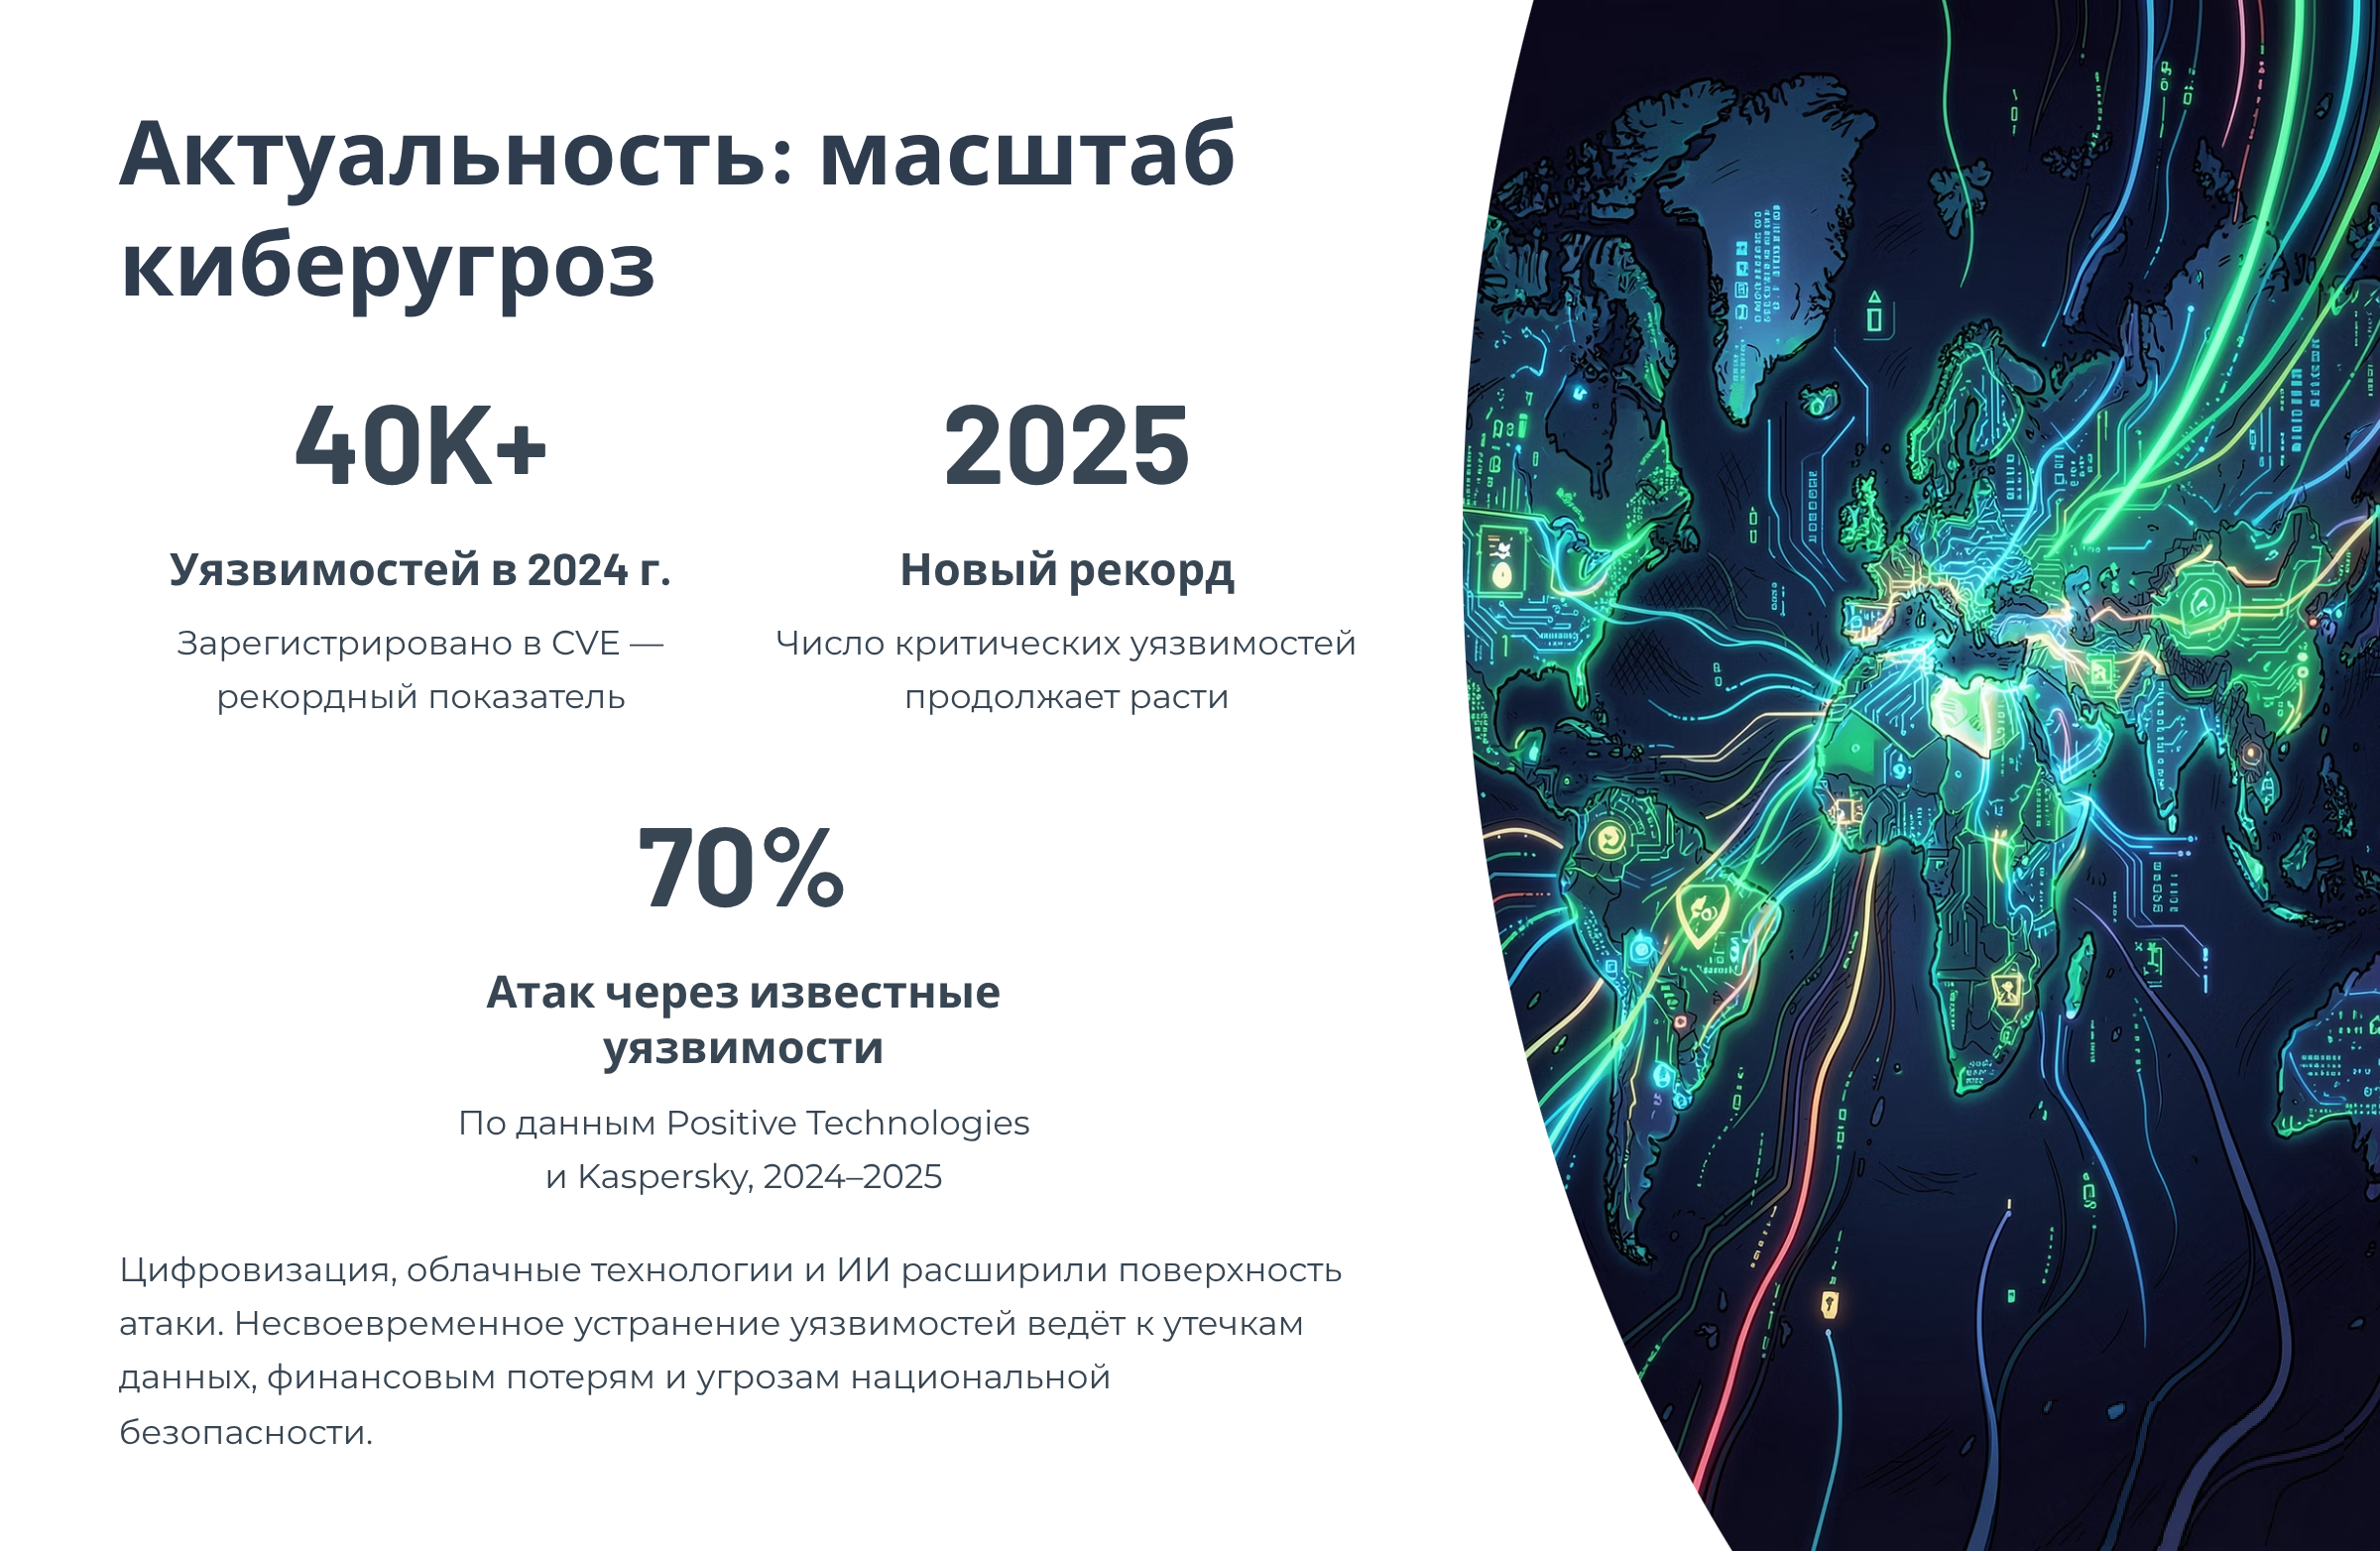 Актуальность: масштаб
киберугроз
40K+
Уязвимостей в 2024 г.
Зарегистрировано в CVE —
рекордный показатель
2025
Новый рекорд
Число критических уязвимостей
продолжает расти
70%
Атак через известные
уязвимости
По данным Positive Technologies
и Kaspersky, 2024–2025
Цифровизация, облачные технологии и ИИ расширили поверхность
атаки. Несвоевременное устранение уязвимостей ведёт к утечкам
данных, финансовым потерям и угрозам национальной
безопасности.